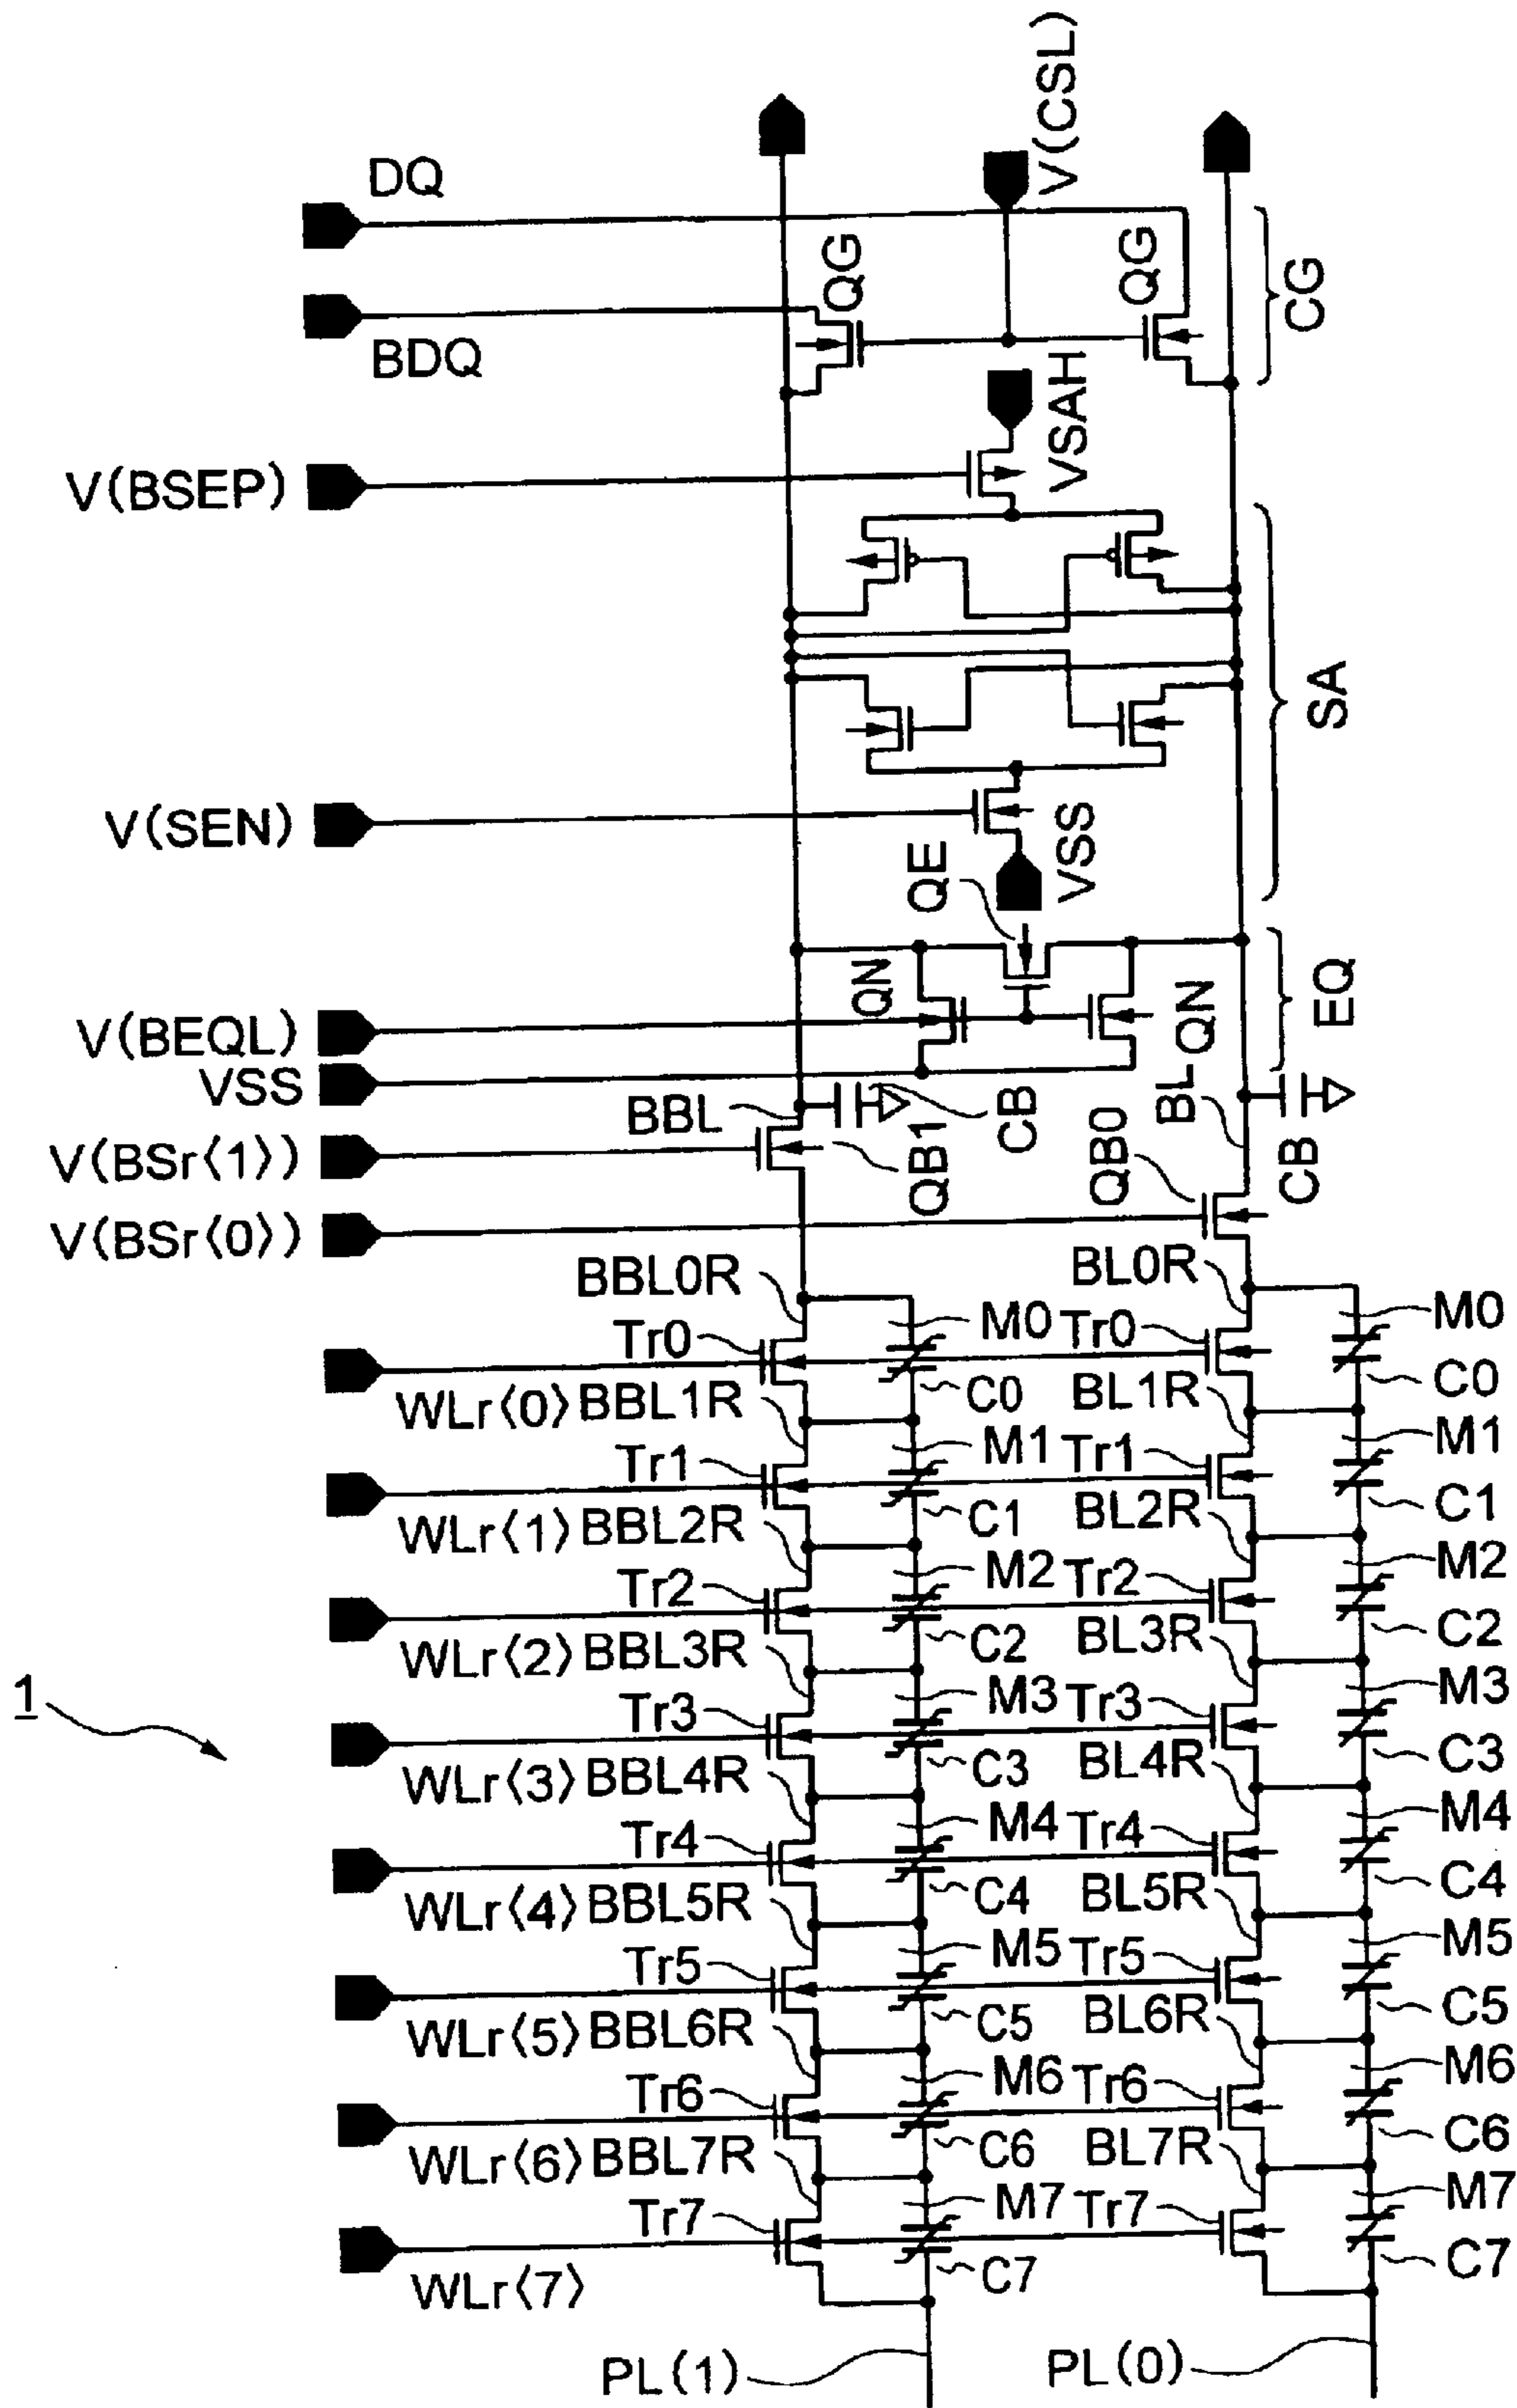 DQ
V(CSL)
BDQ
QG
QG
CG
V(BSEP)
VSAH
SA
V(SEN)
QE
VSS
V(BEQL)
QN
QN
EQ
VSS
BBL
CB
BL
V(BSr⟨1⟩)
QB1
QB0
CB
V(BSr⟨0⟩)
BBL0R
BL0R
Tr0
M0
Tr0
M0
WLr⟨0⟩
BBL1R
C0
BL1R
C0
Tr1
M1
Tr1
M1
WLr⟨1⟩
BBL2R
C1
BL2R
C1
Tr2
M2
Tr2
M2
WLr⟨2⟩
BBL3R
C2
BL3R
C2
1
Tr3
M3
Tr3
M3
WLr⟨3⟩
BBL4R
C3
BL4R
C3
Tr4
M4
Tr4
M4
WLr⟨4⟩
BBL5R
C4
BL5R
C4
Tr5
M5
Tr5
M5
WLr⟨5⟩
BBL6R
C5
BL6R
C5
Tr6
M6
Tr6
M6
WLr⟨6⟩
BBL7R
C6
BL7R
C6
Tr7
M7
Tr7
M7
WLr⟨7⟩
C7
C7
PL(1)
PL(0)